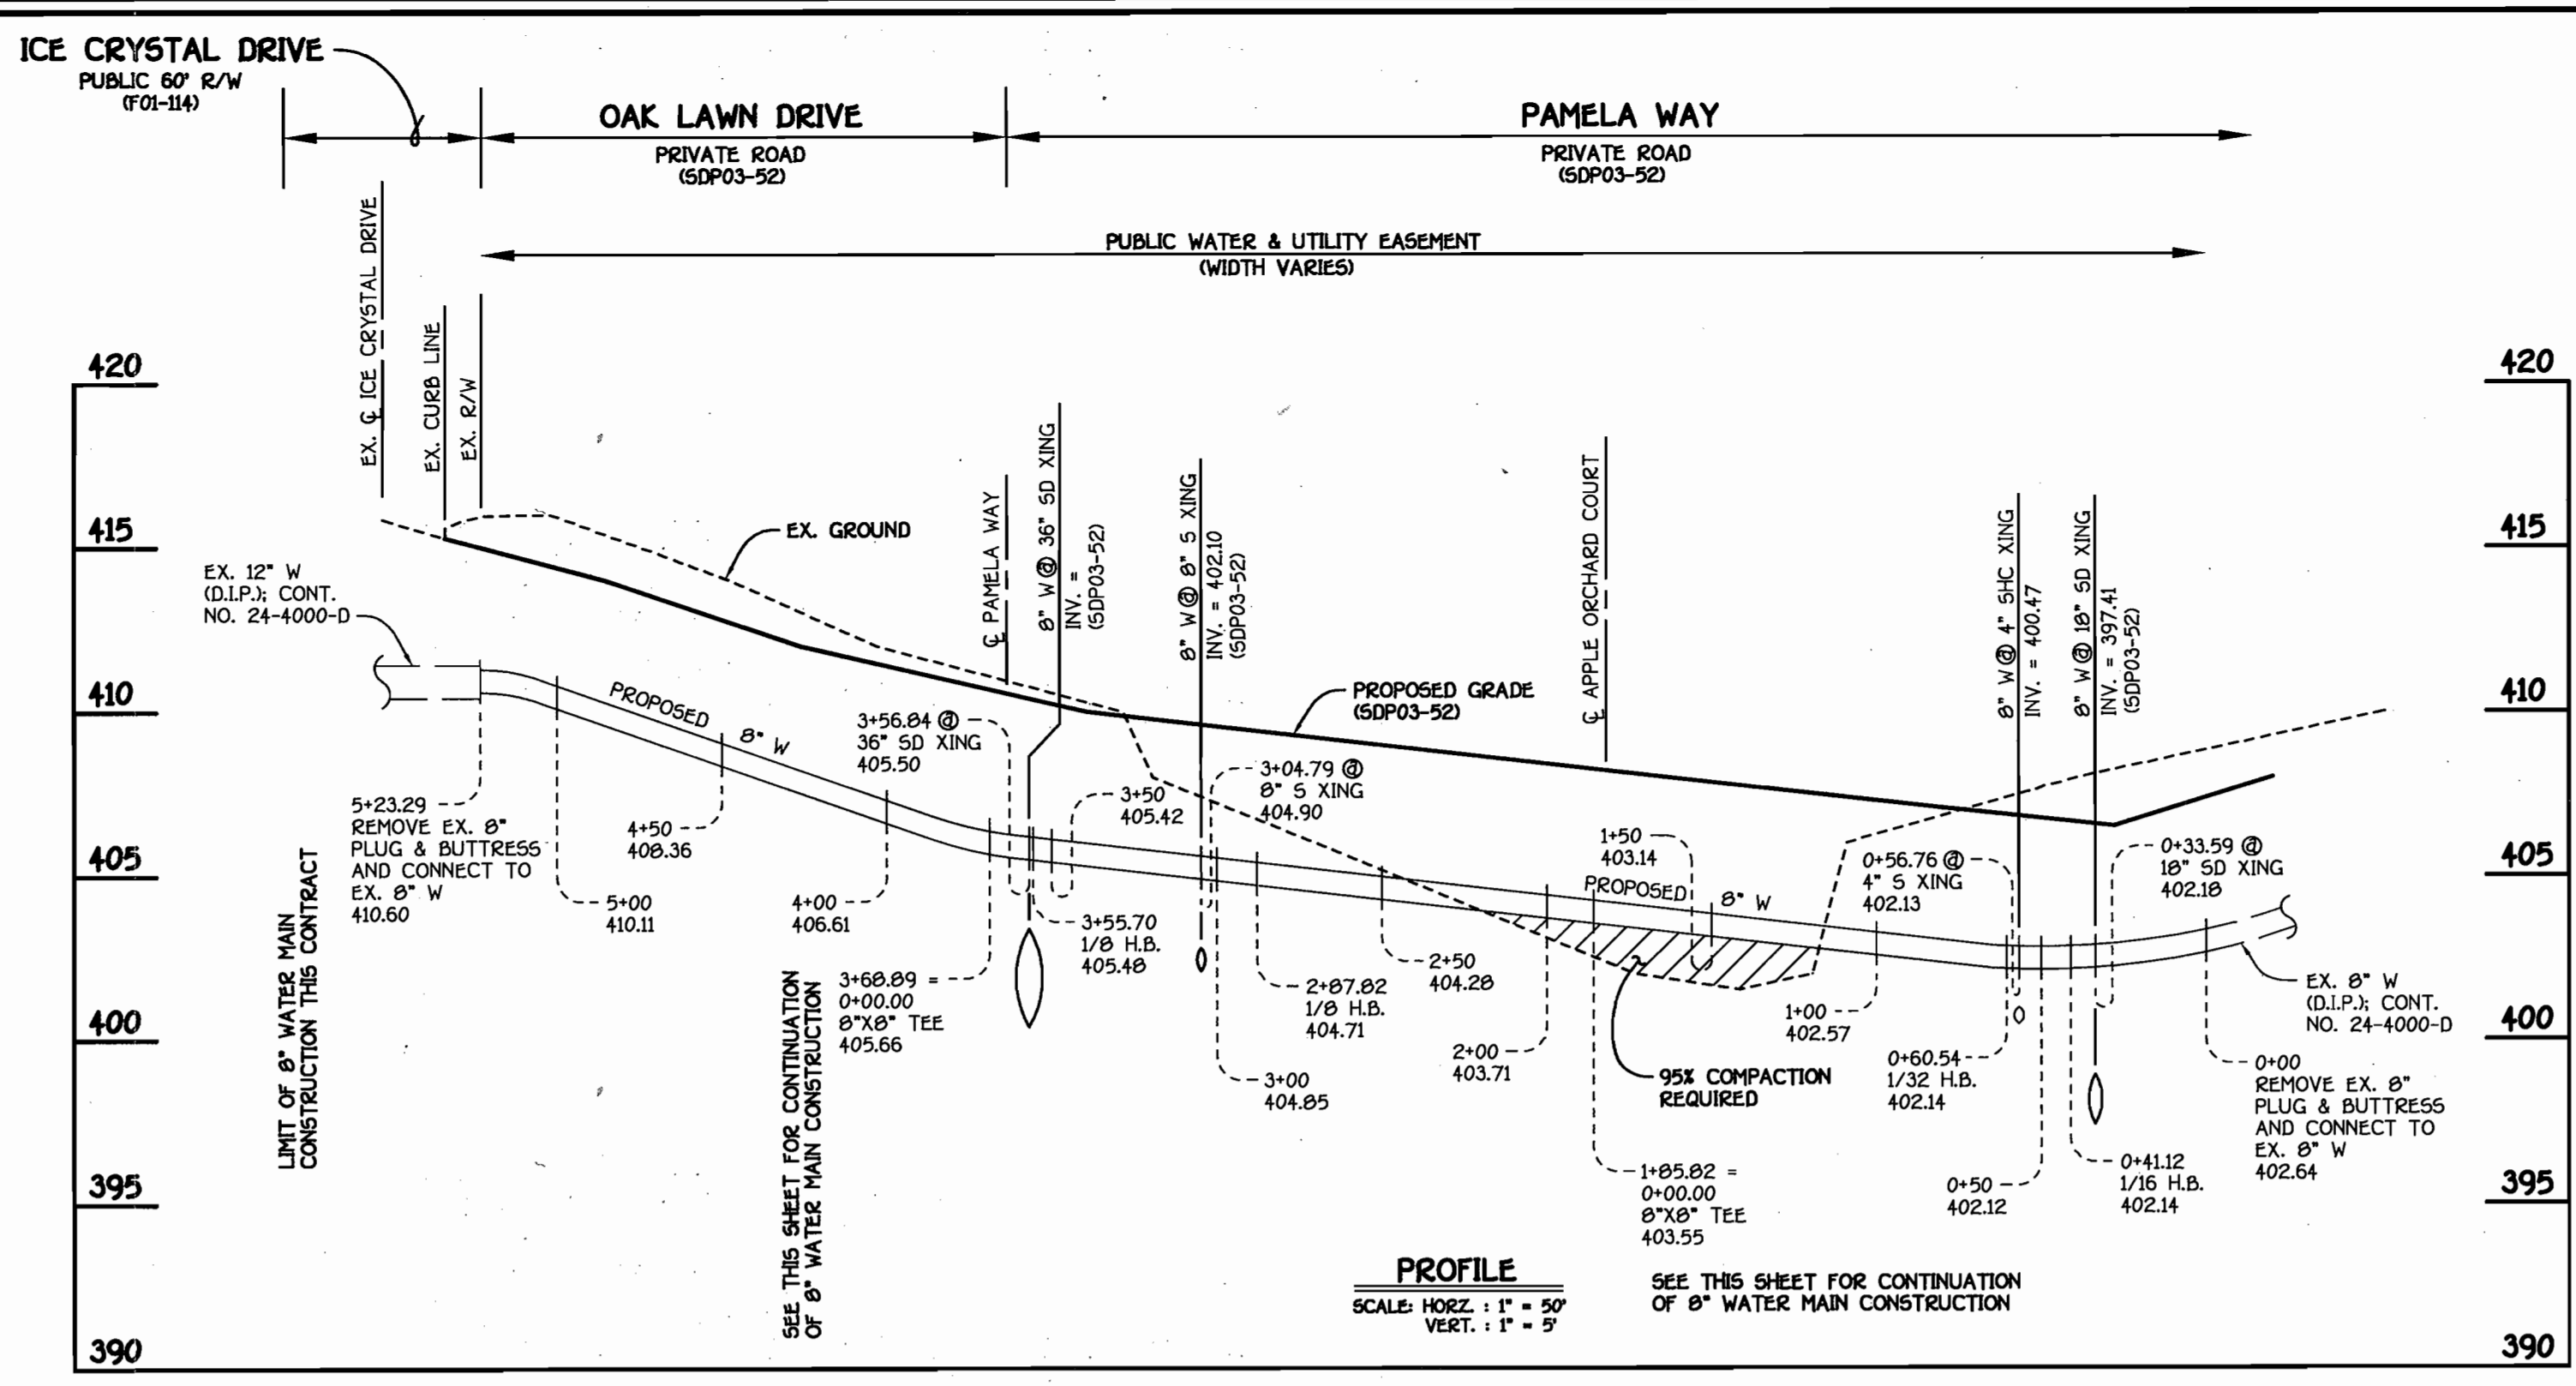 ICE CRYSTAL DRIVE
PUBLIC 60' R/W
(F01-114)
OAK LAWN DRIVE
PRIVATE ROAD
(SDP03-52)
PAMELA WAY
PRIVATE ROAD
(SDP03-52)
PUBLIC WATER & UTILITY EASEMENT
(WIDTH VARIES)
EX. ℄ ICE CRYSTAL DRIVE
EX. CURB LINE
EX. R/W
℄ PAMELA WAY
8" W @ 36" SD XING
INV. =
(SDP03-52)
8" W @ 8" S XING
INV. = 402.10
(SDP03-52)
℄ APPLE ORCHARD COURT
8" W @ 4" SHC XING
INV. = 400.47
8" W @ 18" SD XING
INV. = 397.41
(SDP03-52)
420
415
410
405
400
395
390
420
415
410
405
400
395
390
EX. GROUND
EX. 12" W
(D.I.P.); CONT.
NO. 24-4000-D
PROPOSED 8" W
PROPOSED GRADE
(SDP03-52)
3+56.84 @
36" SD XING
405.50
3+50
405.42
3+04.79 @
8" S XING
404.90
1+50
403.14
PROPOSED 8" W
0+56.76 @
4" S XING
402.13
0+33.59 @
18" SD XING
402.18
5+23.29
REMOVE EX. 8"
PLUG & BUTTRESS
AND CONNECT TO
EX. 8" W
410.60
4+50
408.36
5+00
410.11
4+00
406.61
3+55.70
1/8 H.B.
405.48
3+68.89 =
0+00.00
8"X8" TEE
405.66
2+87.82
1/8 H.B.
404.71
2+50
404.28
3+00
404.85
2+00
403.71
95% COMPACTION
REQUIRED
1+00
402.57
0+60.54
1/32 H.B.
402.14
EX. 8" W
(D.I.P.); CONT.
NO. 24-4000-D
0+00
REMOVE EX. 8"
PLUG & BUTTRESS
AND CONNECT TO
EX. 8" W
402.64
1+85.82 =
0+00.00
8"X8" TEE
403.55
0+50
402.12
0+41.12
1/16 H.B.
402.14
LIMIT OF 8" WATER MAIN
CONSTRUCTION THIS CONTRACT
SEE THIS SHEET FOR CONTINUATION
OF 8" WATER MAIN CONSTRUCTION
PROFILE
SCALE: HORZ. : 1" = 50'
VERT. : 1" = 5'
SEE THIS SHEET FOR CONTINUATION
OF 8" WATER MAIN CONSTRUCTION